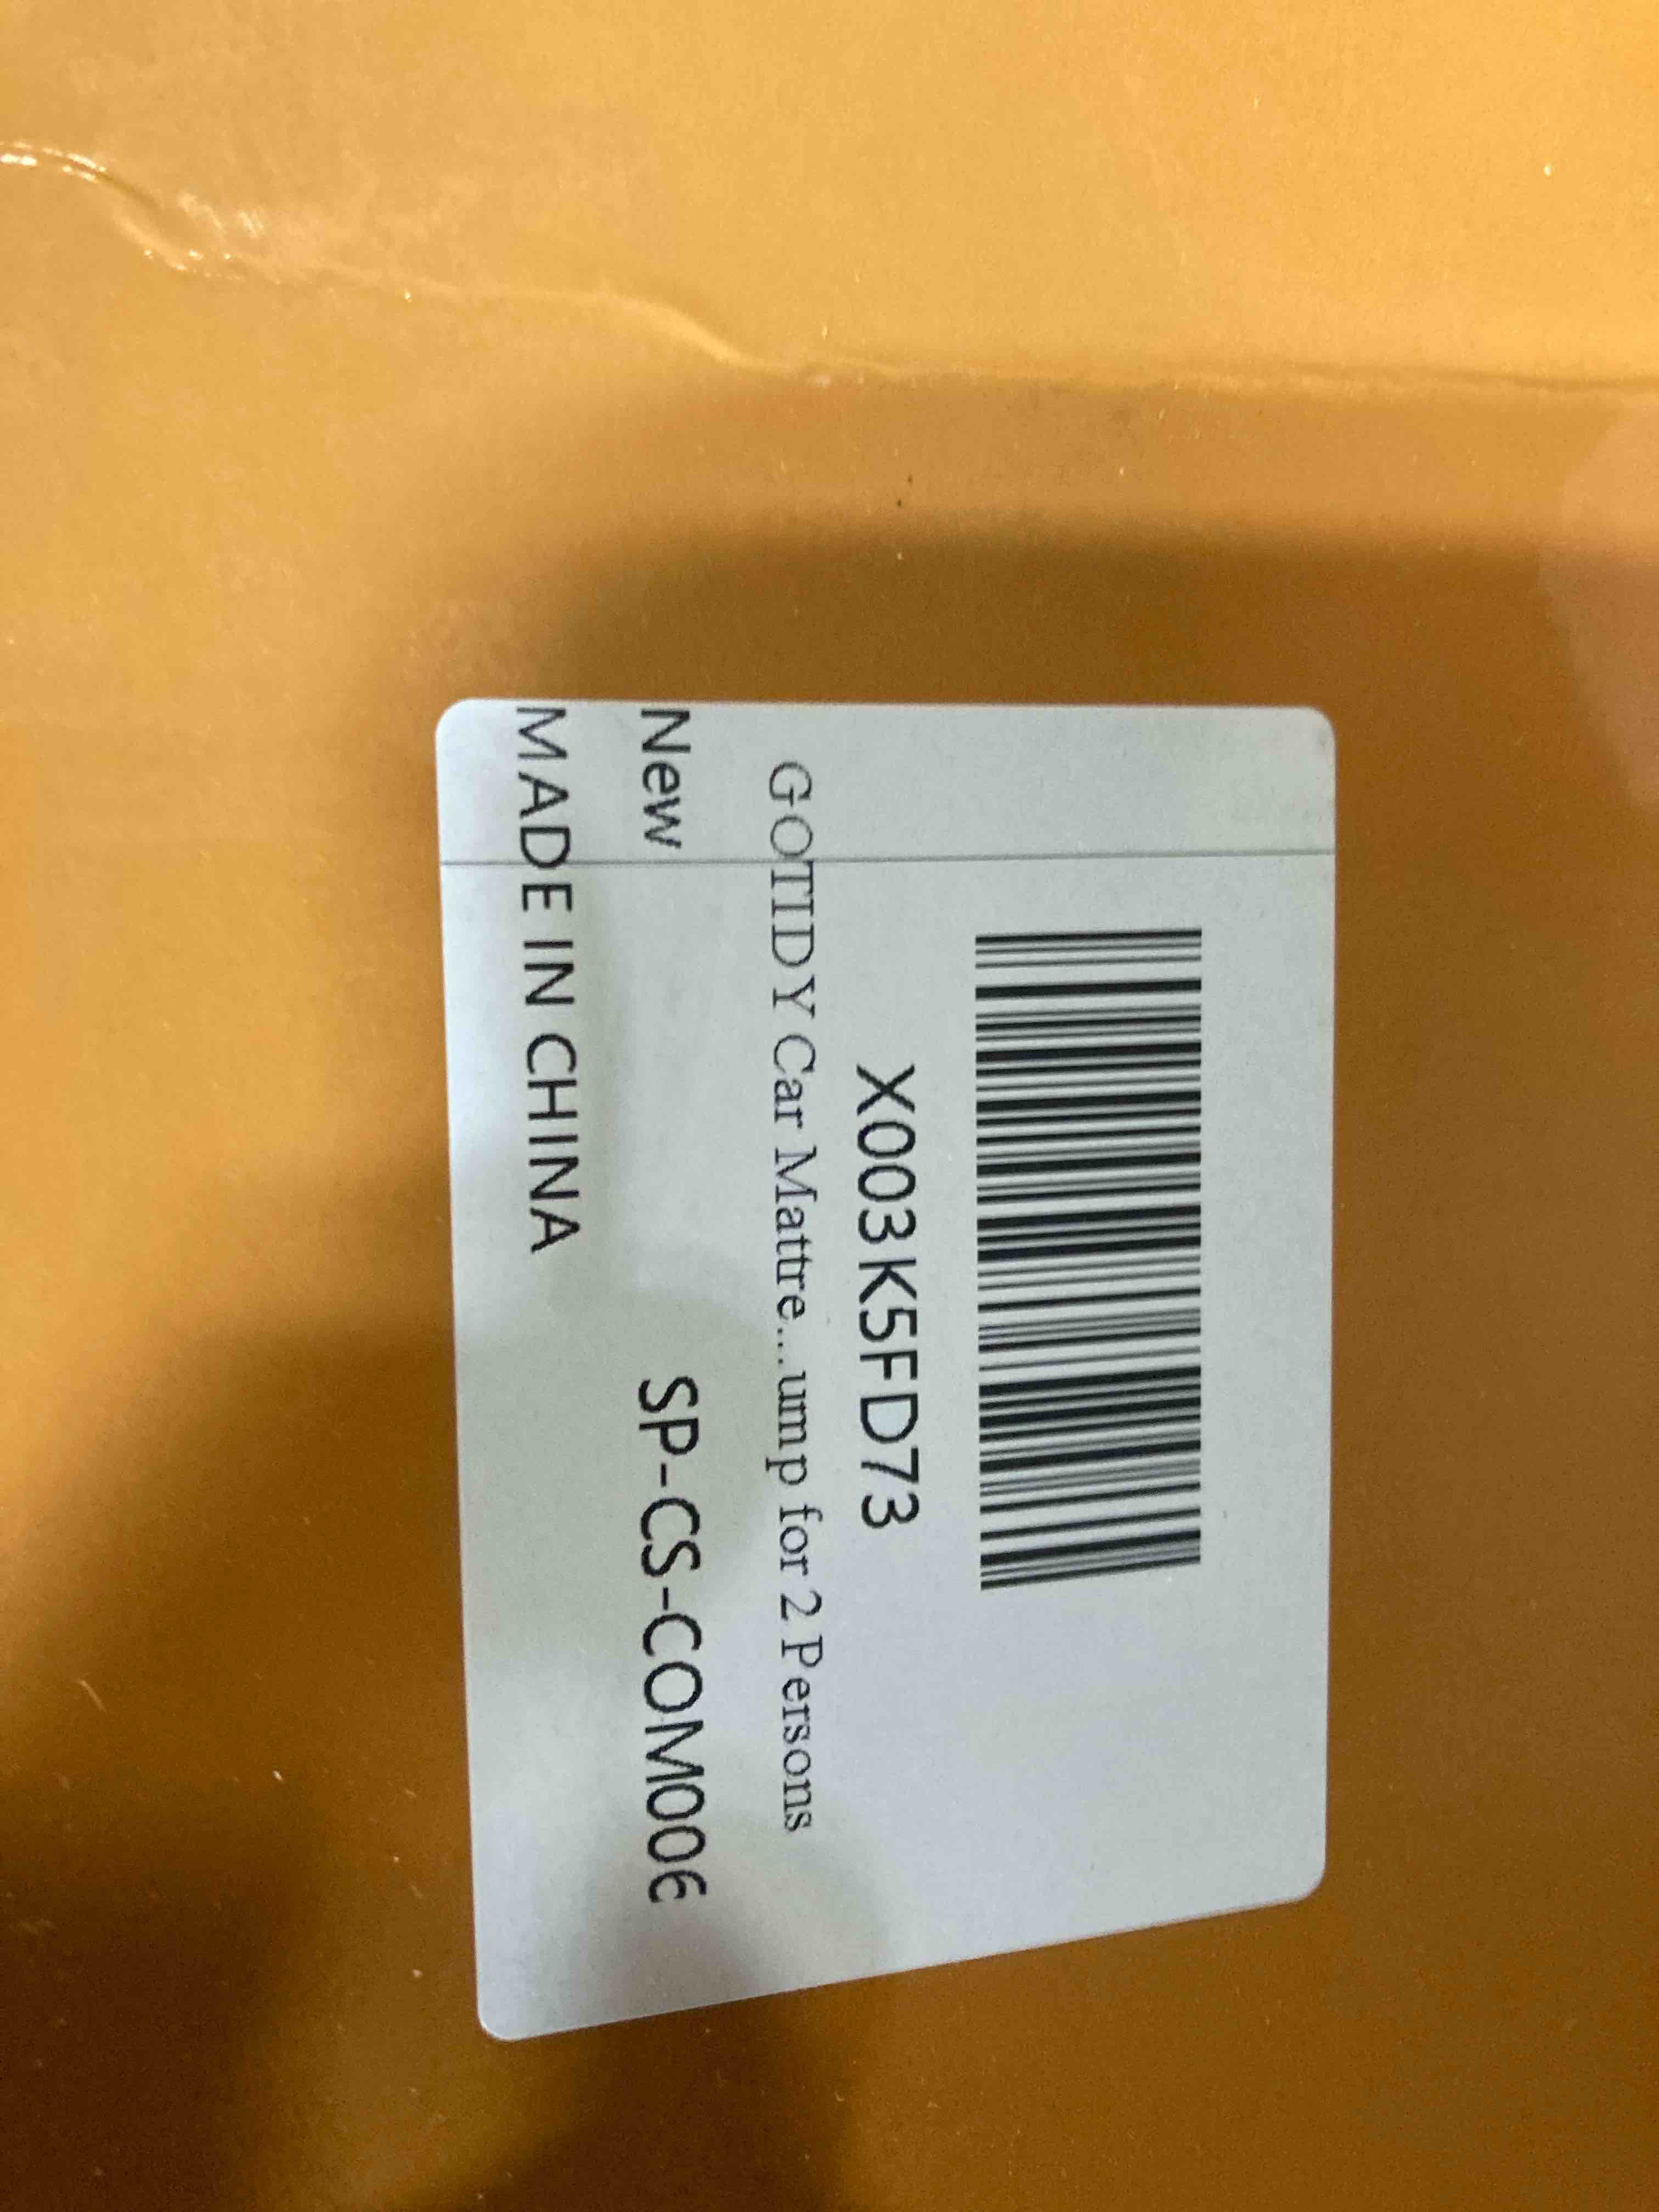 X003K5FD73
GOTIDY Car Mattre...ump for 2 Persons
New
SP-CS-COM006
MADE IN CHINA